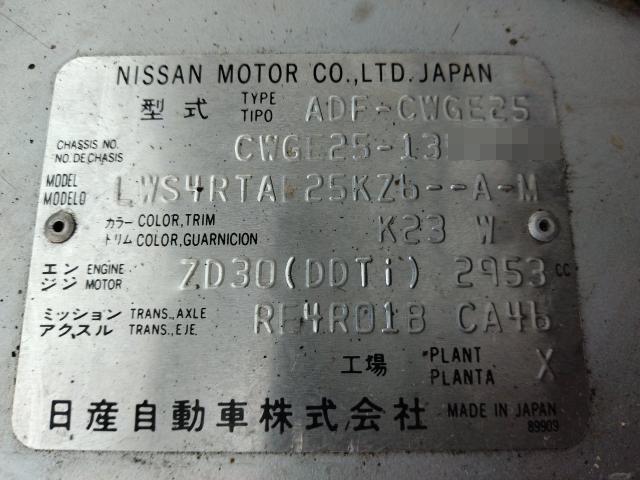 NISSAN MOTOR CO.,LTD. JAPAN
型式 TYPE TIPO ADF-CWGE25
CHASSIS NO. NO. DE CHASIS CWGE25-13
MODEL MODELO LWS4RTAE25KZb--A-M
カラー COLOR,TRIM トリム COLOR,GUARNICION K23 W
エンジン ENGINE MOTOR ZD30(DDTi) 2953 CC
ミッション TRANS.,AXLE アクスル TRANS.,EJE. RE4R01B CA46
工場 PLANT PLANTA X
日産自動車株式会社 MADE IN JAPAN
89909